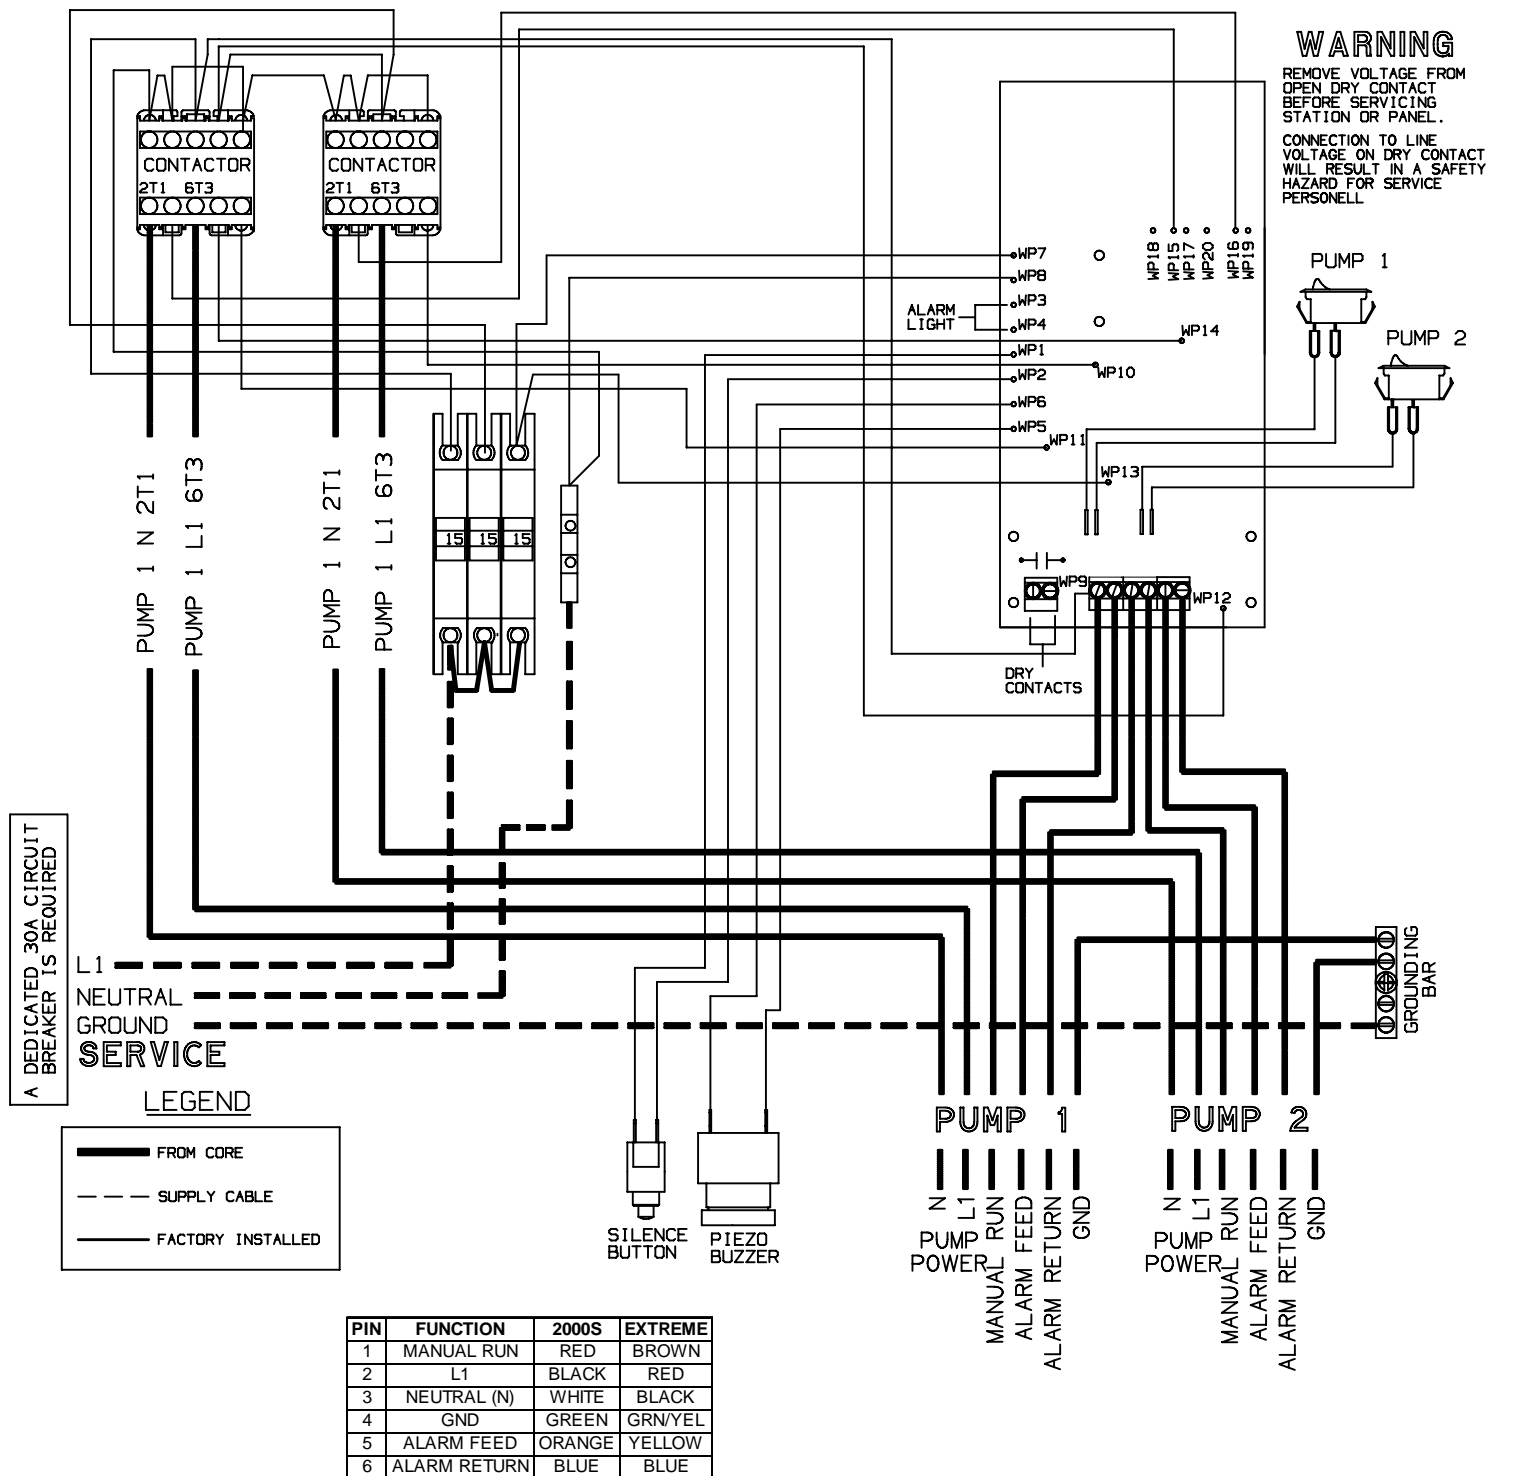 WARNING
REMOVE VOLTAGE FROM
OPEN DRY CONTACT
BEFORE SERVICING
STATION OR PANEL.
CONNECTION TO LINE
VOLTAGE ON DRY CONTACT
WILL RESULT IN A SAFETY
HAZARD FOR SERVICE
PERSONELL
CONTACTOR
2T1 6T3
CONTACTOR
2T1 6T3
WP18
WP15
WP17
WP20
WP16
WP19
WP7
WP8
WP3
WP4
WP1
WP2
WP6
WP5
ALARM
LIGHT
WP14
WP10
WP11
WP13
WP9
WP12
PUMP 1
PUMP 2
15 15 15
PUMP 1 N 2T1
PUMP 1 L1 6T3
PUMP 1 N 2T1
PUMP 1 L1 6T3
DRY
CONTACTS
A DEDICATED 30A CIRCUIT
BREAKER IS REQUIRED
L1
NEUTRAL
GROUND
SERVICE
GROUNDING
BAR
LEGEND
FROM CORE
SUPPLY CABLE
FACTORY INSTALLED
SILENCE
BUTTON
PIEZO
BUZZER
PUMP 1
N
L1
PUMP
POWER
MANUAL RUN
ALARM FEED
ALARM RETURN
GND
PUMP 2
N
L1
PUMP
POWER
MANUAL RUN
ALARM FEED
ALARM RETURN
GND
PIN FUNCTION 2000S EXTREME
1 MANUAL RUN RED BROWN
2 L1 BLACK RED
3 NEUTRAL (N) WHITE BLACK
4 GND GREEN GRN/YEL
5 ALARM FEED ORANGE YELLOW
6 ALARM RETURN BLUE BLUE